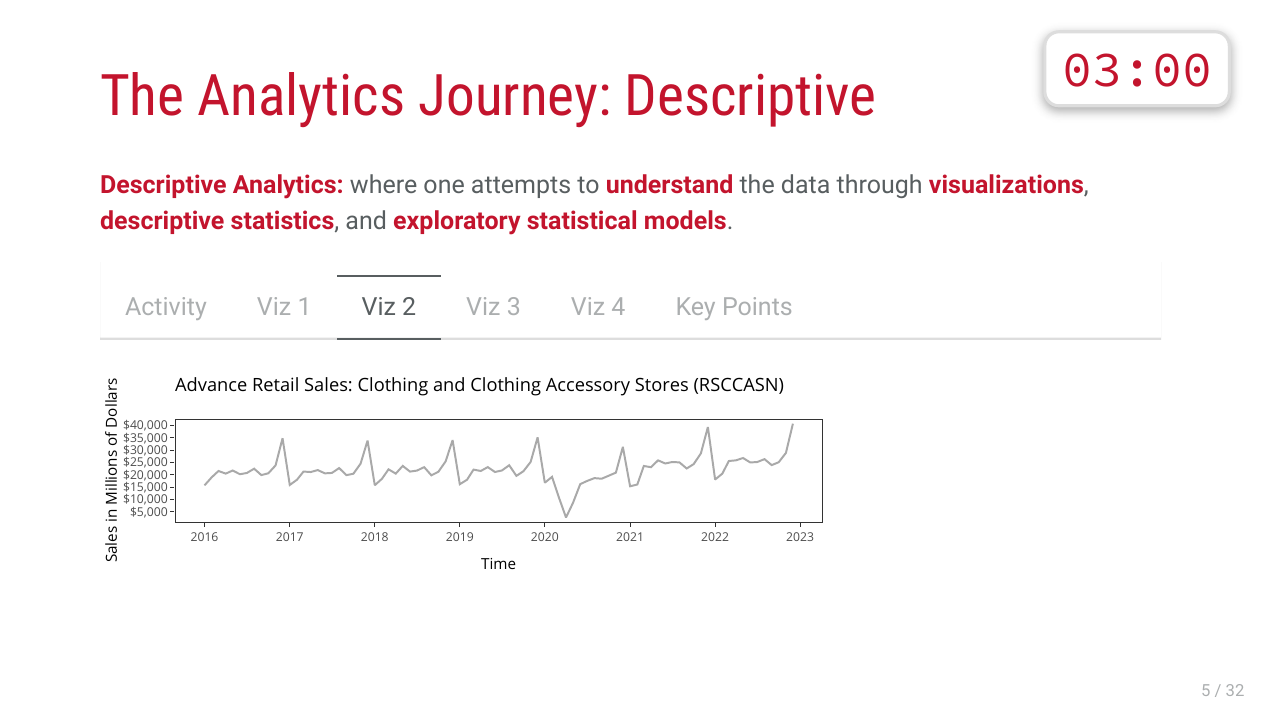 The Analytics Journey: Descriptive
03:00
Descriptive Analytics: where one attempts to understand the data through visualizations,
descriptive statistics, and exploratory statistical models.
Activity Viz 1 Viz 2 Viz 3 Viz 4 Key Points
Advance Retail Sales: Clothing and Clothing Accessory Stores (RSCCASN)
Sales in Millions of Dollars
$40,000
$35,000
$30,000
$25,000
$20,000
$15,000
$10,000
$5,000
2016 2017 2018 2019 2020 2021 2022 2023
Time
5 / 32